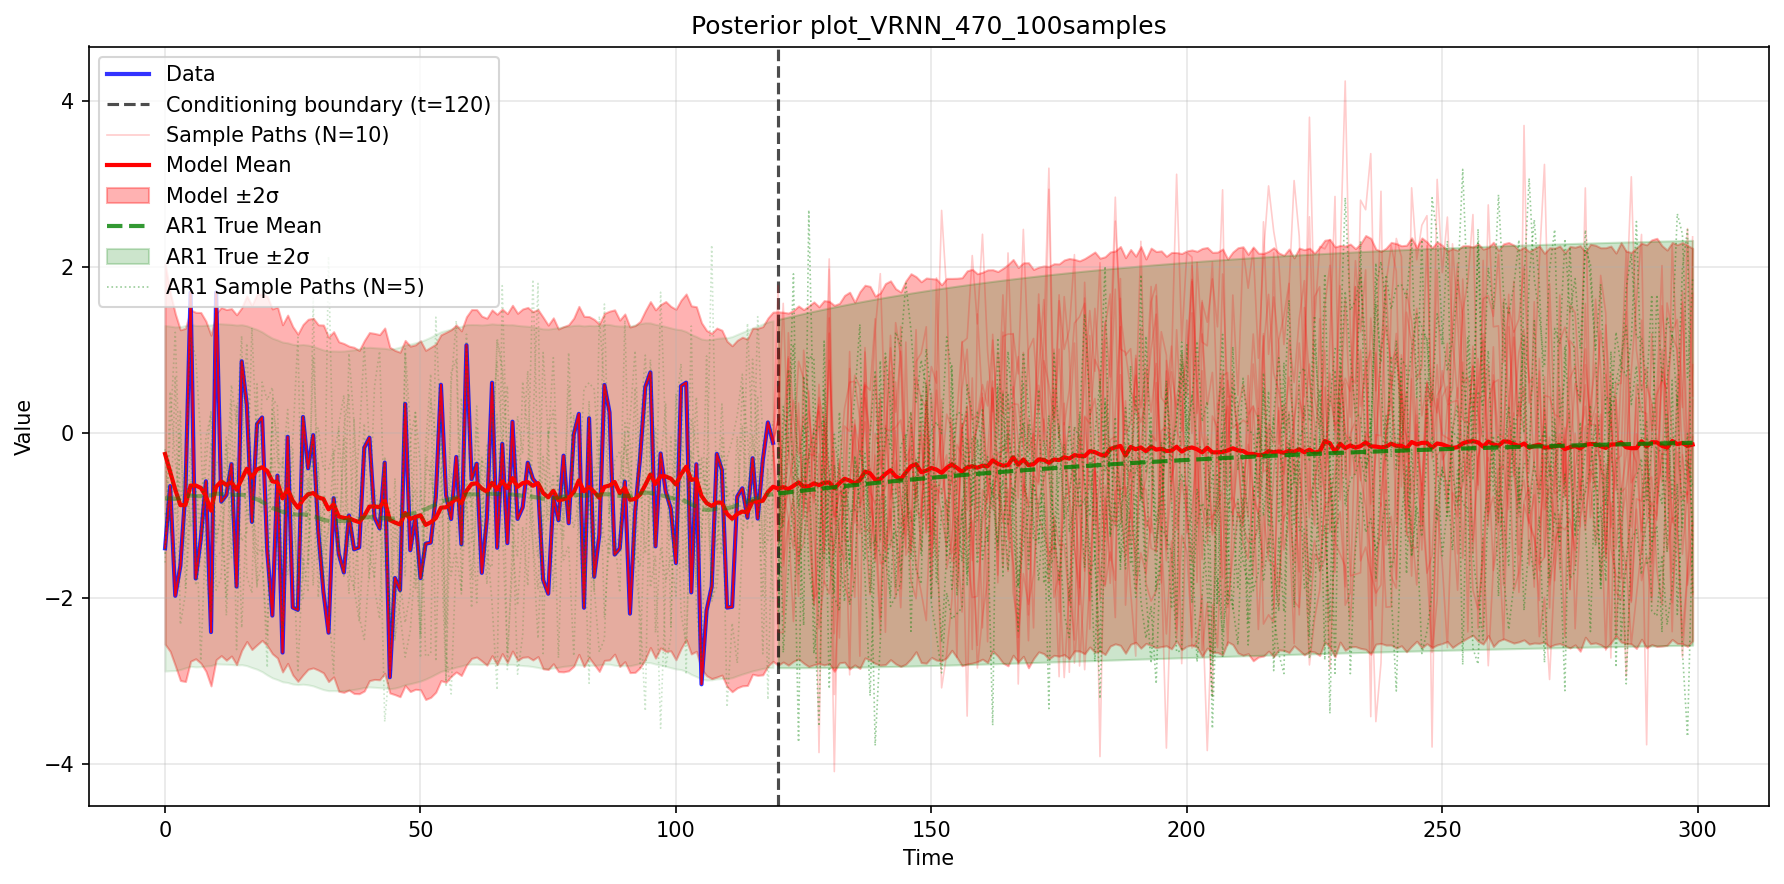 Posterior plot_VRNN_470_100samples
Data
Conditioning boundary (t=120)
Sample Paths (N=10)
Model Mean
Model ±2σ
AR1 True Mean
AR1 True ±2σ
AR1 Sample Paths (N=5)
Value
4
2
0
−2
−4
0
50
100
150
200
250
300
Time